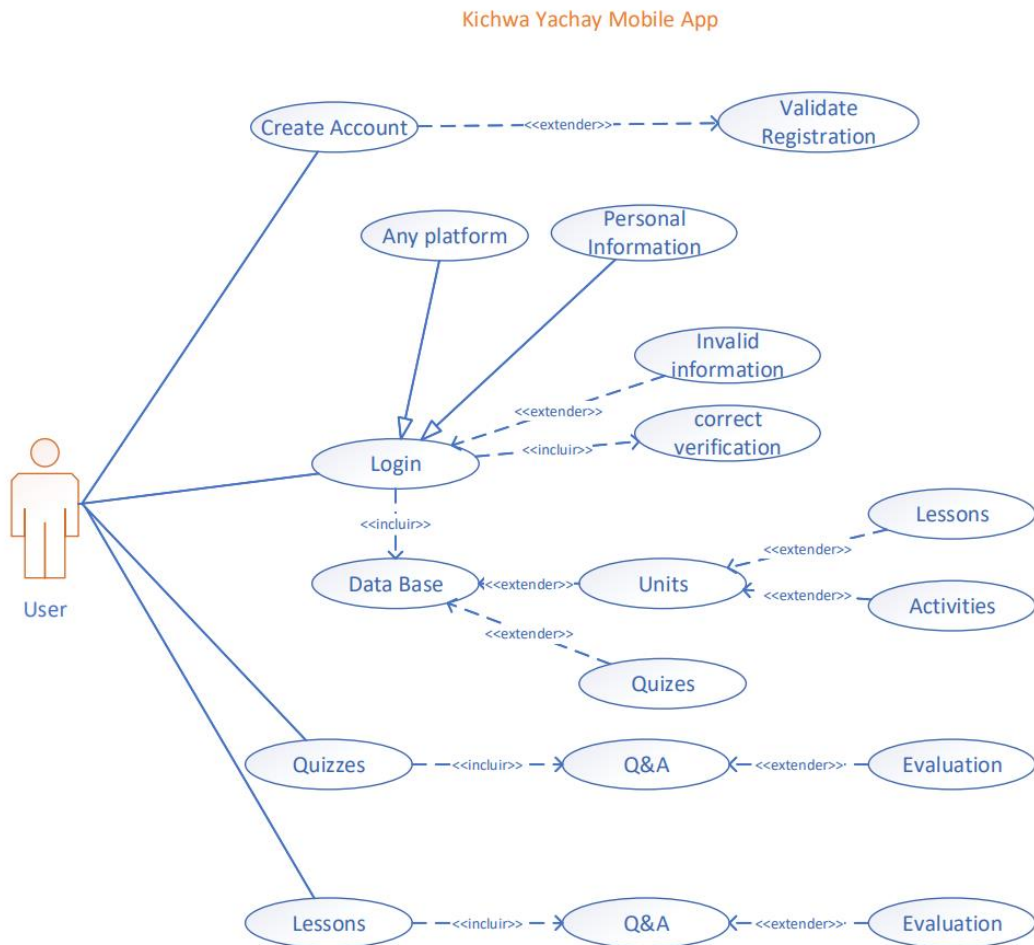 Kichwa Yachay Mobile App
Create Account
<<extender>>
Validate
Registration
Any platform
Personal
Information
Invalid
information
<<extender>>
correct
verification
<<incluir>>
Login
<<incluir>>
Lessons
<<extender>>
Data Base
<<extender>>
Units
<<extender>>
Activities
User
<<extender>>
Quizes
Quizzes
<<incluir>>
Q&A
<<extender>>
Evaluation
Lessons
<<incluir>>
Q&A
<<extender>>
Evaluation